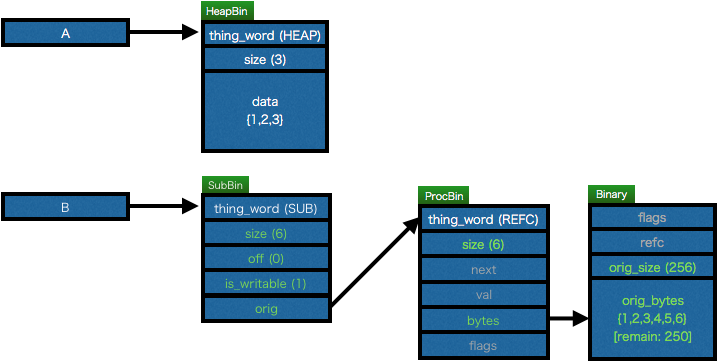 HeapBin
A
thing_word (HEAP)
size (3)
data
{1,2,3}
SubBin
B
thing_word (SUB)
size (6)
off (0)
is_writable (1)
orig
ProcBin
thing_word (REFC)
size (6)
next
val
bytes
flags
Binary
flags
refc
orig_size (256)
orig_bytes
{1,2,3,4,5,6}
[remain: 250]